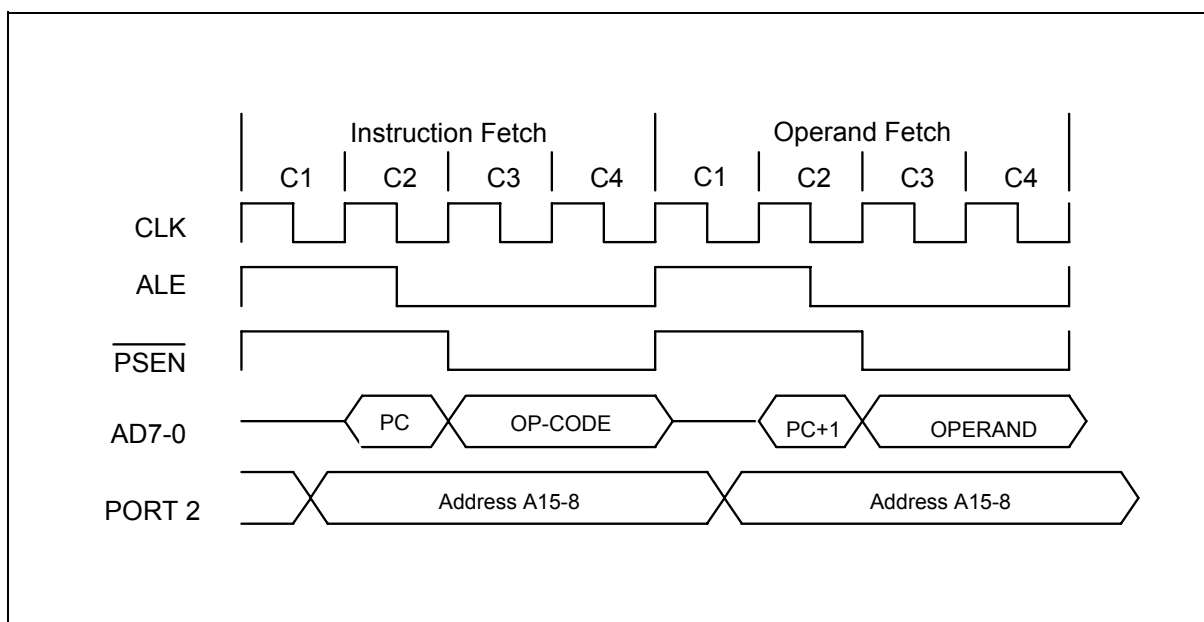 Instruction Fetch Operand Fetch
C1 C2 C3 C4 C1 C2 C3 C4
CLK
ALE
PSEN
AD7-0 PC OP-CODE PC+1 OPERAND
PORT 2 Address A15-8 Address A15-8